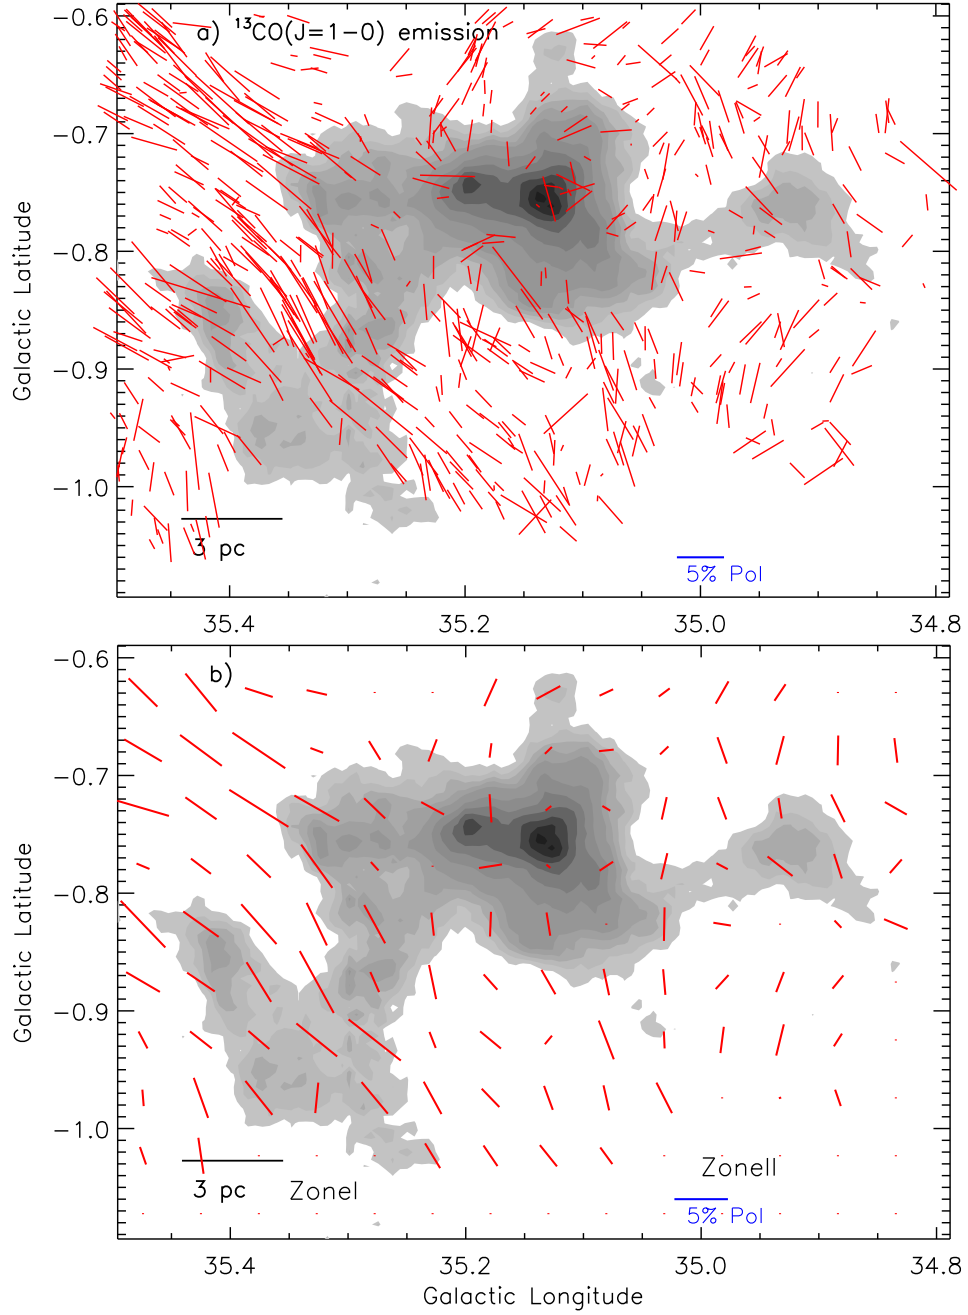 a) ¹³CO(J=1−0) emission
−0.6
−0.7
−0.8
−0.9
−1.0
Galactic Latitude
3 pc
5% Pol
35.4
35.2
35.0
34.8
b)
−0.6
−0.7
−0.8
−0.9
−1.0
Galactic Latitude
3 pc
ZoneI
ZoneII
5% Pol
35.4
35.2
35.0
34.8
Galactic Longitude